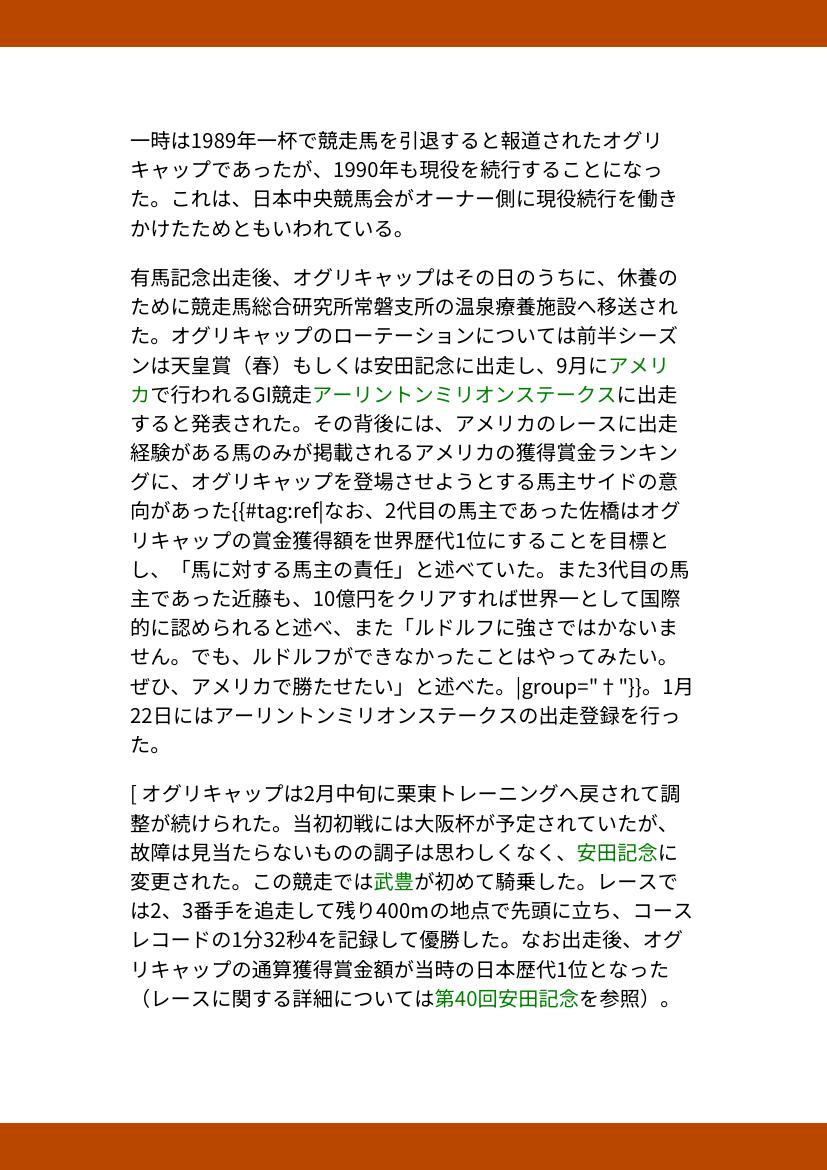 一時は1989年一杯で競走馬を引退すると報道されたオグリ
キャップであったが、1990年も現役を続行することになっ
た。これは、日本中央競馬会がオーナー側に現役続行を働き
かけたためともいわれている。
有馬記念出走後、オグリキャップはその日のうちに、休養の
ために競走馬総合研究所常磐支所の温泉療養施設へ移送され
た。オグリキャップのローテーションについては前半シーズ
ンは天皇賞（春）もしくは安田記念に出走し、9月にアメリ
カで行われるGI競走アーリントンミリオンステークスに出走
すると発表された。その背後には、アメリカのレースに出走
経験がある馬のみが掲載されるアメリカの獲得賞金ランキン
グに、オグリキャップを登場させようとする馬主サイドの意
向があった{{#tag:ref|なお、2代目の馬主であった佐橋はオグ
リキャップの賞金獲得額を世界歴代1位にすることを目標と
し、「馬に対する馬主の責任」と述べていた。また3代目の馬
主であった近藤も、10億円をクリアすれば世界一として国際
的に認められると述べ、また「ルドルフに強さではかないま
せん。でも、ルドルフができなかったことはやってみたい。
ぜひ、アメリカで勝たせたい」と述べた。|group="†"}}。1月
22日にはアーリントンミリオンステークスの出走登録を行っ
た。
[ オグリキャップは2月中旬に栗東トレーニングへ戻されて調
整が続けられた。当初初戦には大阪杯が予定されていたが、
故障は見当たらないものの調子は思わしくなく、安田記念に
変更された。この競走では武豊が初めて騎乗した。レースで
は2、3番手を追走して残り400mの地点で先頭に立ち、コース
レコードの1分32秒4を記録して優勝した。なお出走後、オグ
リキャップの通算獲得賞金額が当時の日本歴代1位となった
（レースに関する詳細については第40回安田記念を参照）。